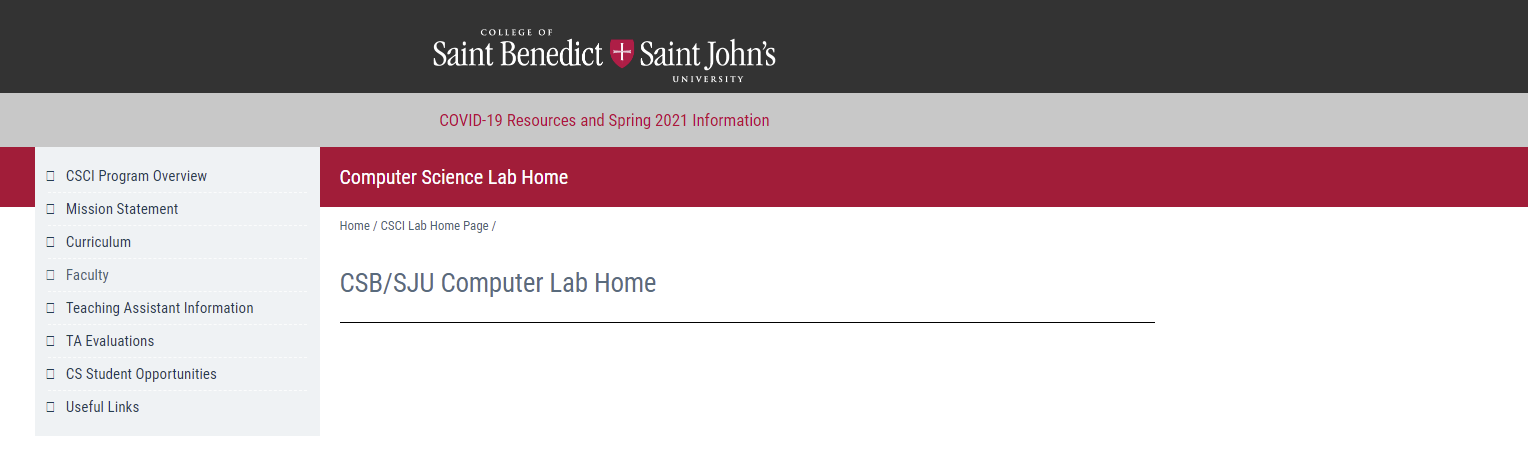 COLLEGE OF
Saint Benedict Saint John's
UNIVERSITY
COVID-19 Resources and Spring 2021 Information
CSCI Program Overview
Mission Statement
Curriculum
Faculty
Teaching Assistant Information
TA Evaluations
CS Student Opportunities
Useful Links
Computer Science Lab Home
Home / CSCI Lab Home Page /
CSB/SJU Computer Lab Home